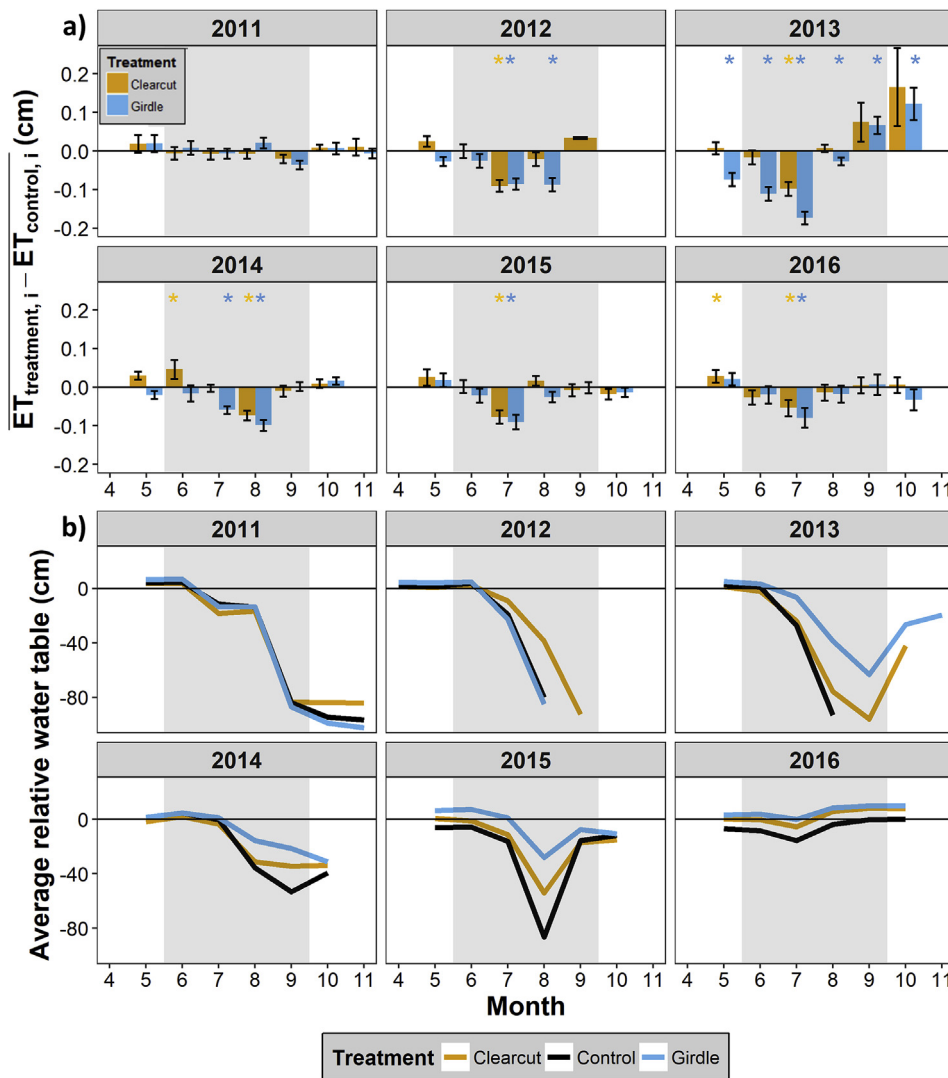 a)
2011 2012 2013
Treatment
Clearcut
Girdle
* * * * * * * * * *
0.2
0.1
0.0
-0.1
-0.2
2014 2015 2016
* * * * * * * * *
0.2
0.1
0.0
-0.1
-0.2
ET treatment, i − ET control, i (cm)
4 5 6 7 8 9 10 11 4 5 6 7 8 9 10 11 4 5 6 7 8 9 10 11
b)
2011 2012 2013
0
-40
-80
2014 2015 2016
0
-40
-80
Average relative water table (cm)
4 5 6 7 8 9 10 11 4 5 6 7 8 9 10 11 4 5 6 7 8 9 10 11
Month
Treatment Clearcut Control Girdle